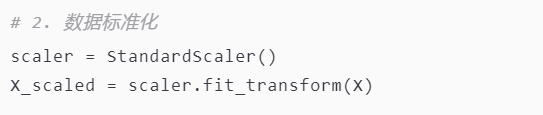 # 2. 数据标准化
scaler = StandardScaler()
X_scaled = scaler.fit_transform(X)